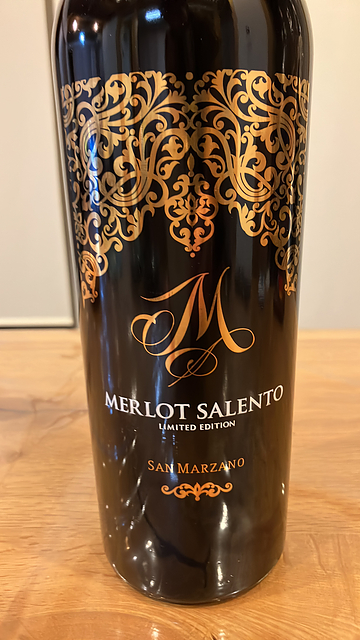 M
MERLOT SALENTO
LIMITED EDITION
SAN MARZANO